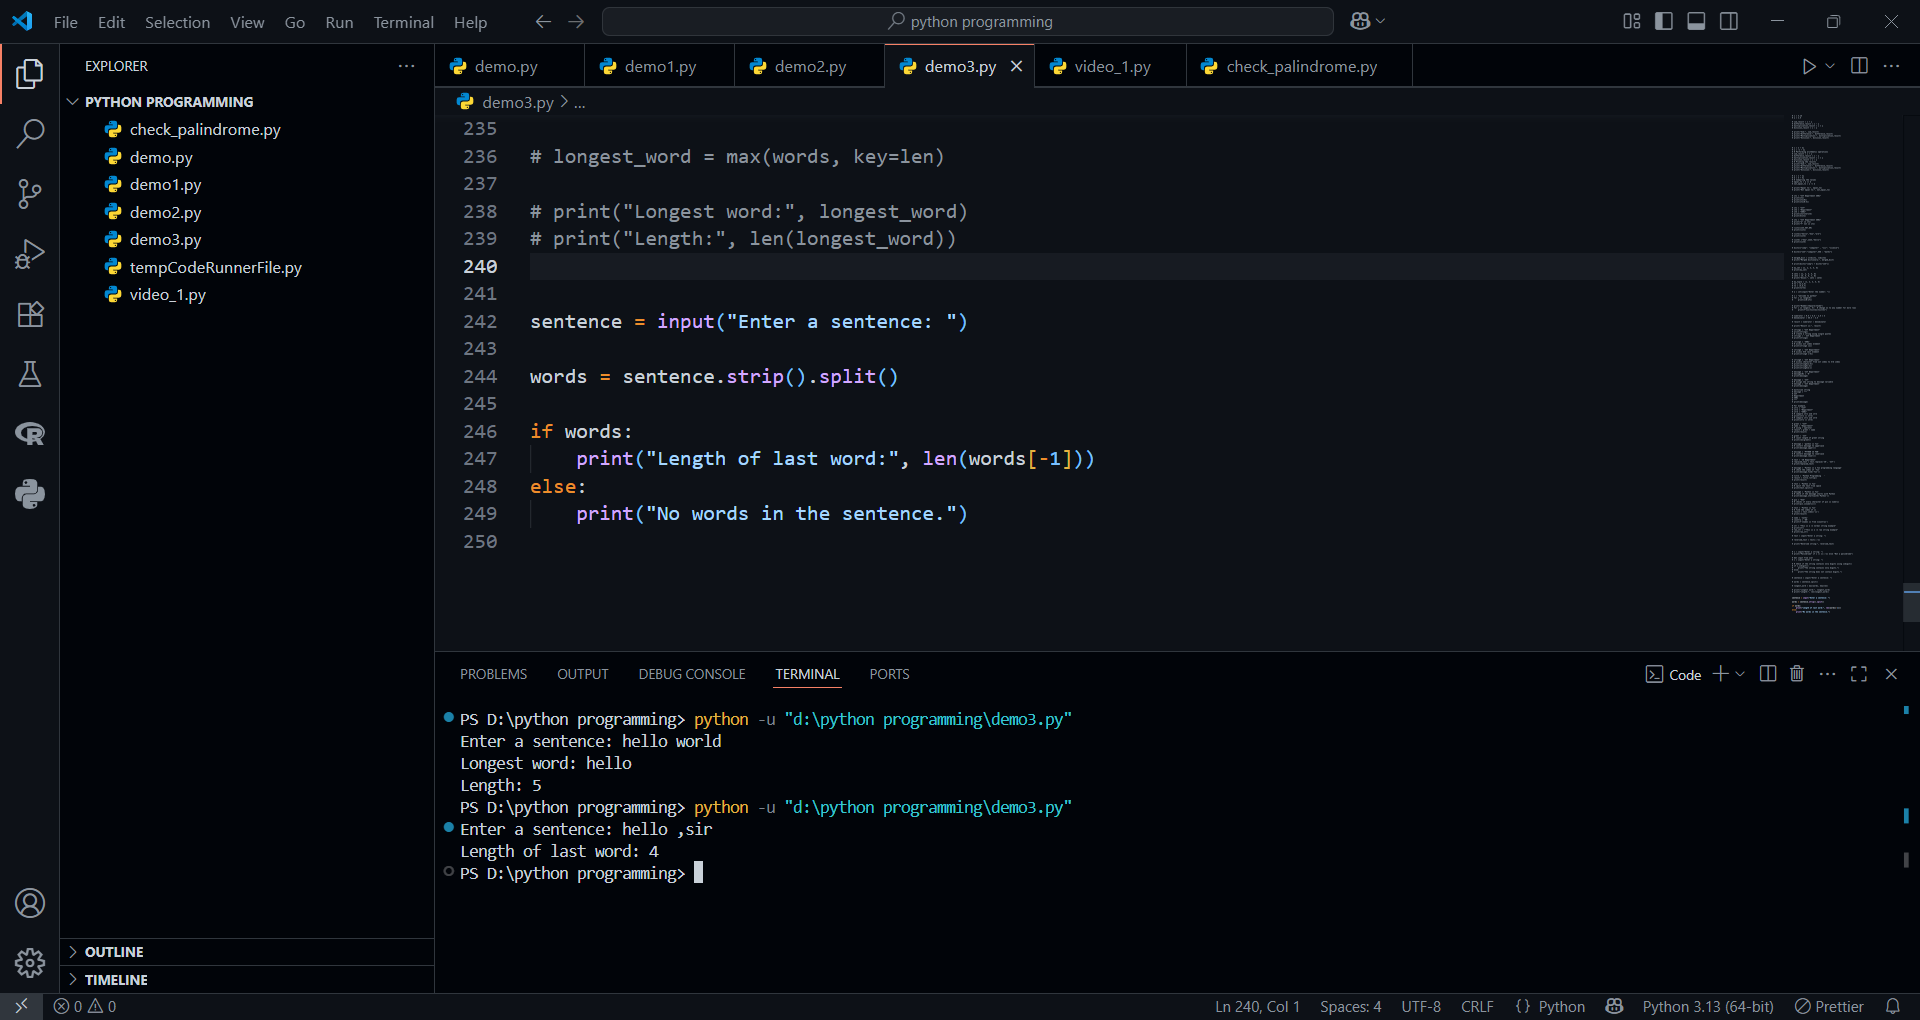 File Edit Selection View Go Run Terminal Help
python programming
EXPLORER
PYTHON PROGRAMMING
check_palindrome.py
demo.py
demo1.py
demo2.py
demo3.py
tempCodeRunnerFile.py
video_1.py
OUTLINE
TIMELINE
demo.py demo1.py demo2.py demo3.py video_1.py check_palindrome.py
demo3.py > ...
235
236 # longest_word = max(words, key=len)
237
238 # print("Longest word:", longest_word)
239 # print("Length:", len(longest_word))
240
241
242 sentence = input("Enter a sentence: ")
243
244 words = sentence.strip().split()
245
246 if words:
247     print("Length of last word:", len(words[-1]))
248 else:
249     print("No words in the sentence.")
250
PROBLEMS OUTPUT DEBUG CONSOLE TERMINAL PORTS
Code
PS D:\python programming> python -u "d:\python programming\demo3.py"
Enter a sentence: hello world
Longest word: hello
Length: 5
PS D:\python programming> python -u "d:\python programming\demo3.py"
Enter a sentence: hello ,sir
Length of last word: 4
PS D:\python programming>
0 0
Ln 240, Col 1 Spaces: 4 UTF-8 CRLF {} Python Python 3.13 (64-bit) Prettier